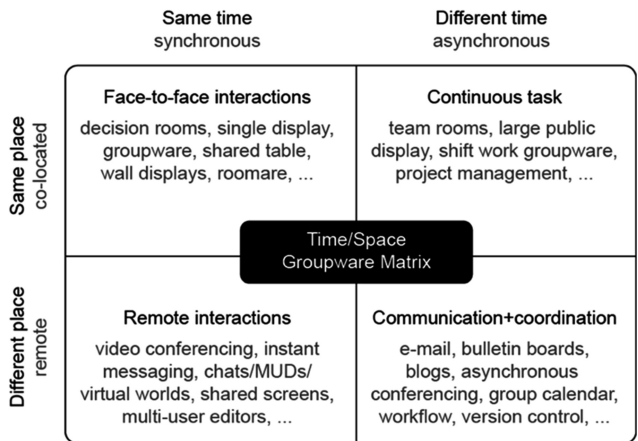 Same time
synchronous
Different time
asynchronous
Same place
co-located
Face-to-face interactions
decision rooms, single display,
groupware, shared table,
wall displays, roomare, ...
Continuous task
team rooms, large public
display, shift work groupware,
project management, ...
Time/Space
Groupware Matrix
Different place
remote
Remote interactions
video conferencing, instant
messaging, chats/MUDs/
virtual worlds, shared screens,
multi-user editors, ...
Communication+coordination
e-mail, bulletin boards,
blogs, asynchronous
conferencing, group calendar,
workflow, version control, ...